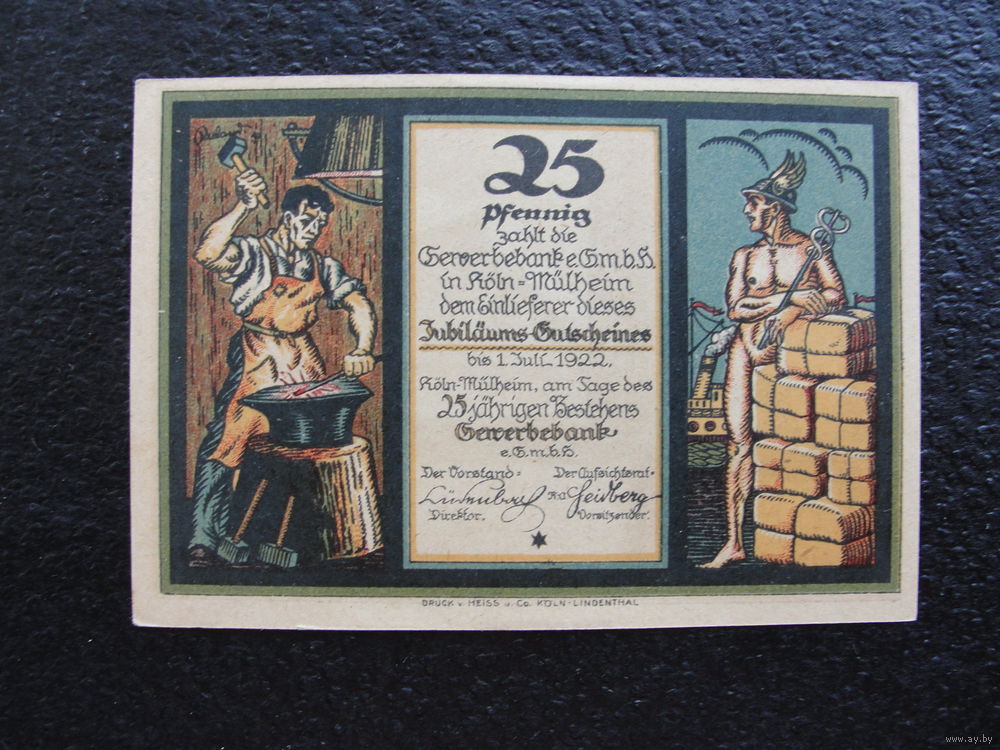 25
Pfennig
zahlt die
Gewerbebank e.G.m.b.H.
in Köln-Mülheim
dem Einlieferer dieses
Jubiläums-Gutscheines
bis 1. Juli 1922.
Köln-Mülheim, am Tage des
25 jährigen Bestehens
Gewerbebank
e.G.m.b.H.
Der Vorstand: Der Aufsichtsrat:
Direktor. Vorsitzender.
DRUCK v. HEISS u. Co. KÖLN-LINDENTHAL
www.ay.by